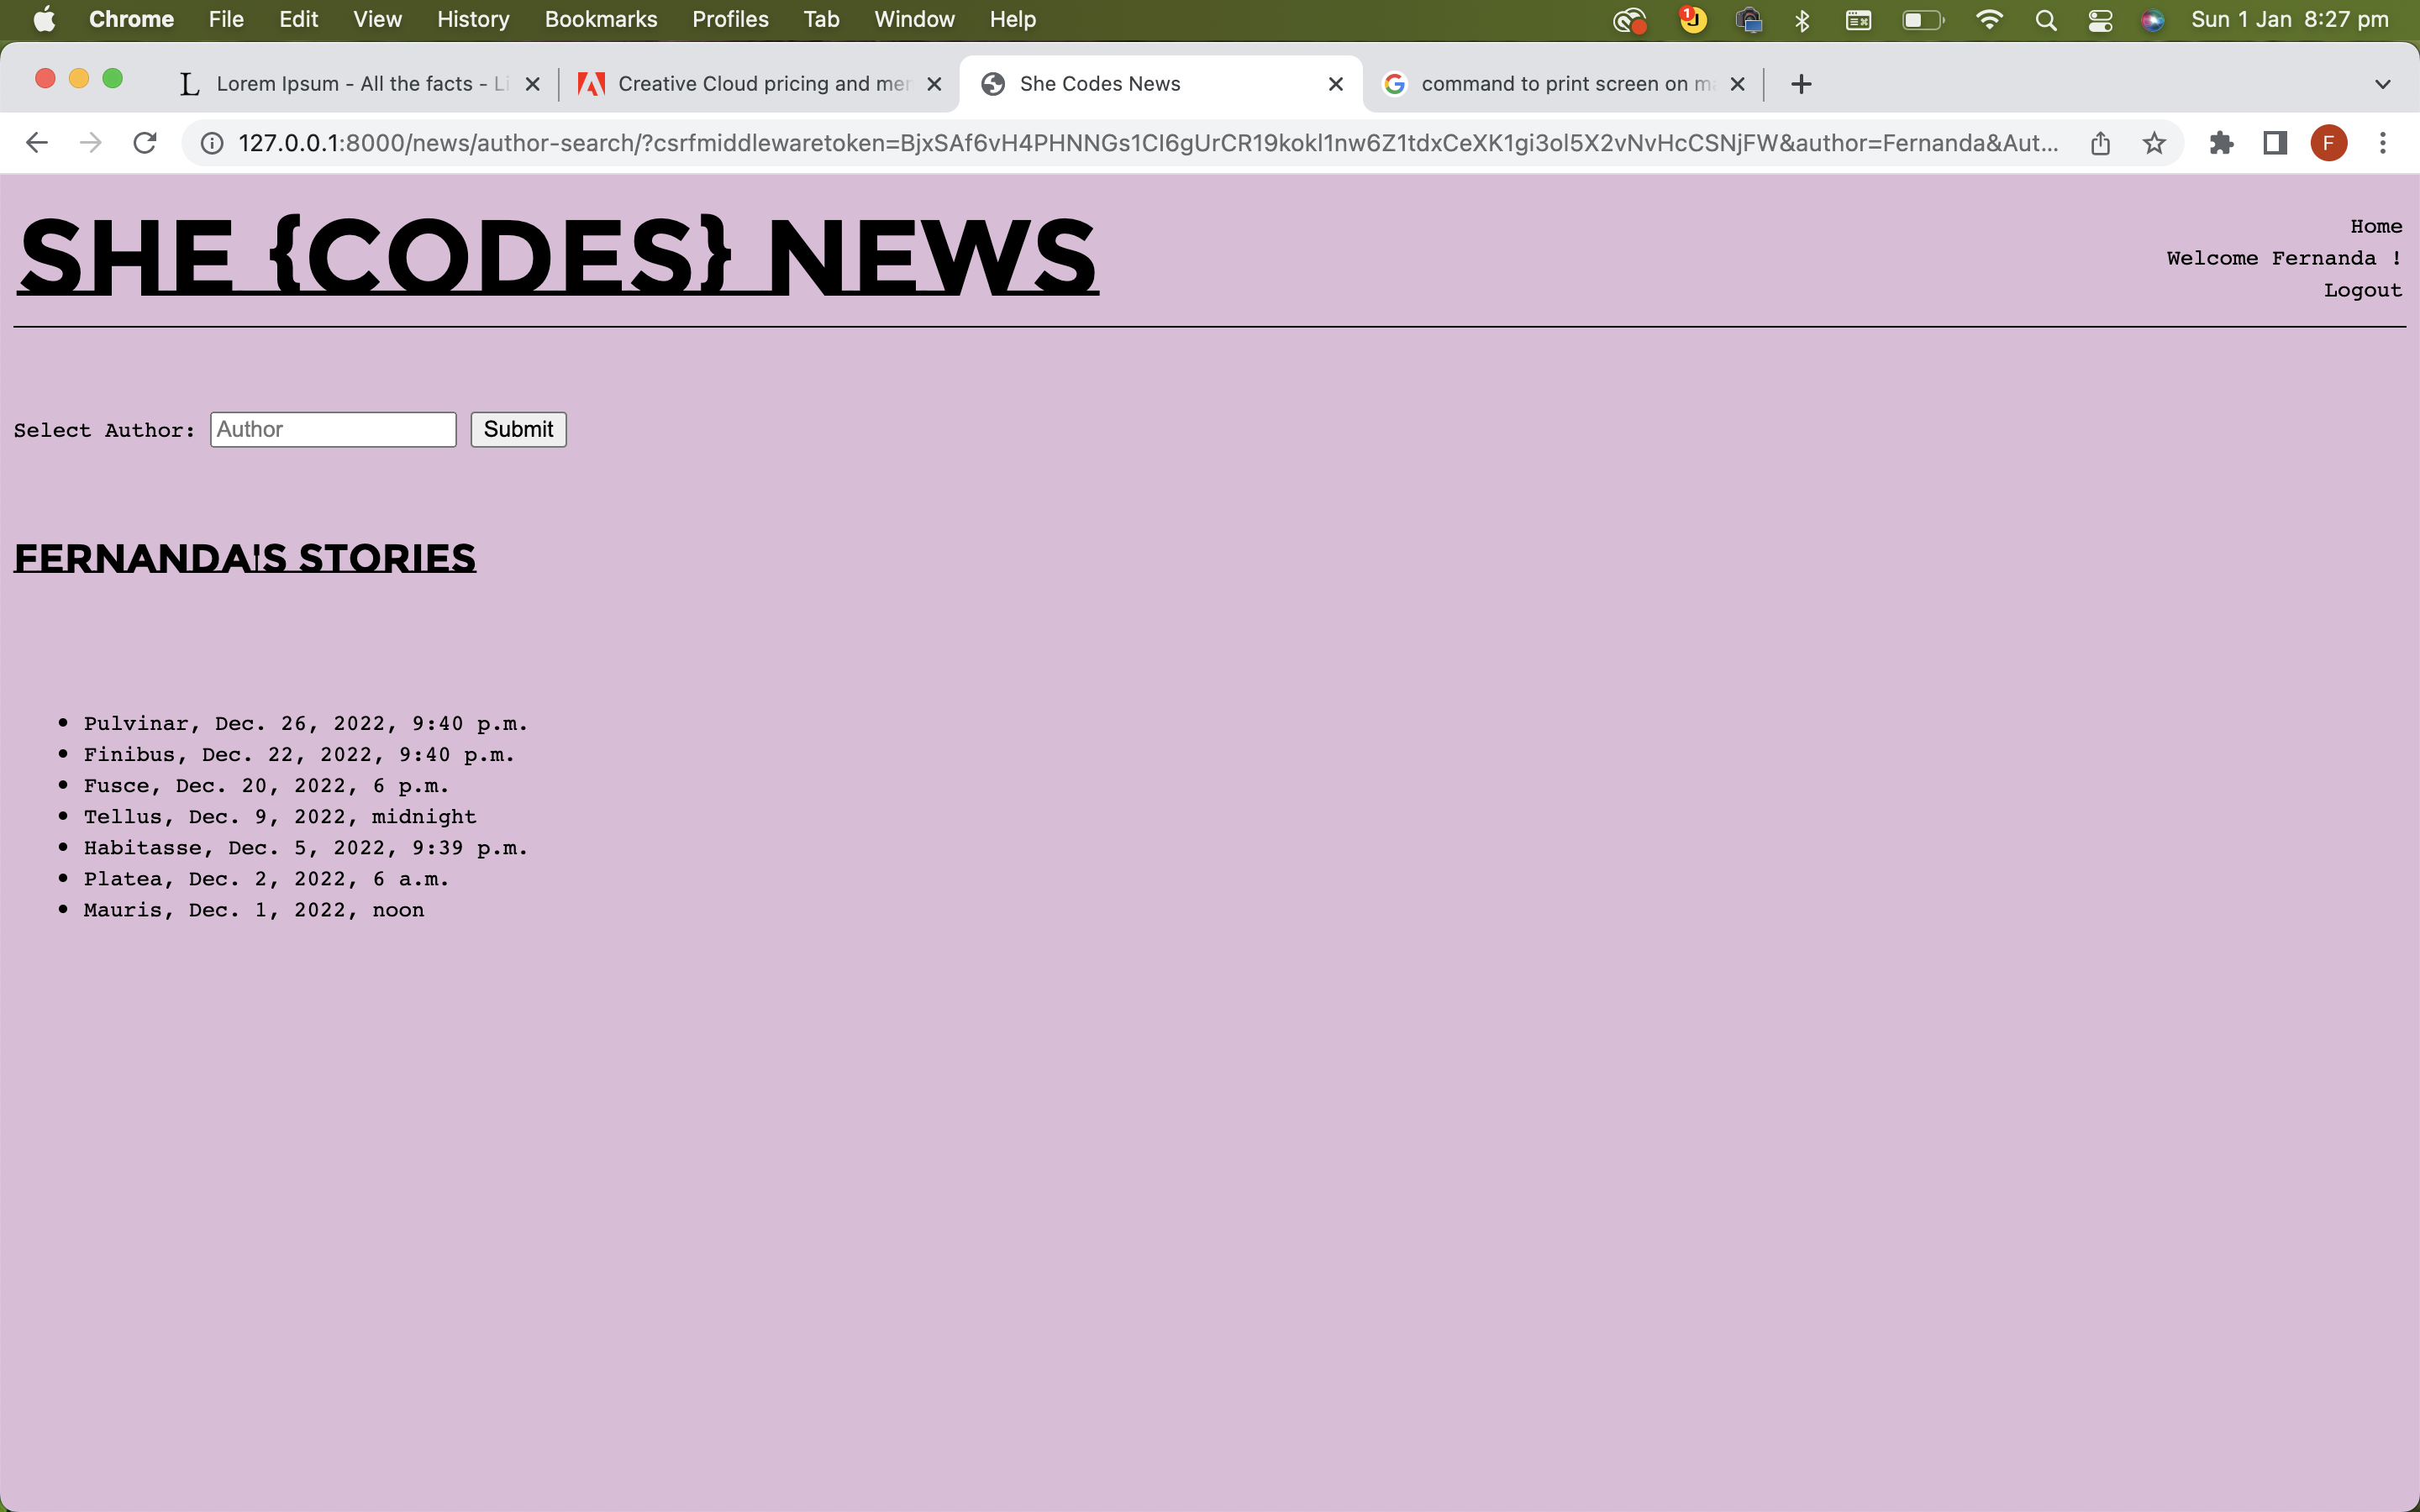 Chrome File Edit View History Bookmarks Profiles Tab Window Help 1 J Sun 1 Jan 8:27 pm
L Lorem Ipsum - All the facts - Li Creative Cloud pricing and mem She Codes News command to print screen on ma
127.0.0.1:8000/news/author-search/?csrfmiddlewaretoken=BjxSAf6vH4PHNNGs1CI6gUrCR19kokl1nw6Z1tdxCeXK1gi3ol5X2vNvHcCSNjFW&author=Fernanda&Aut... F
SHE {CODES} NEWS
Home
Welcome Fernanda !
Logout
Select Author: Author Submit
FERNANDA'S STORIES
Pulvinar, Dec. 26, 2022, 9:40 p.m.
Finibus, Dec. 22, 2022, 9:40 p.m.
Fusce, Dec. 20, 2022, 6 p.m.
Tellus, Dec. 9, 2022, midnight
Habitasse, Dec. 5, 2022, 9:39 p.m.
Platea, Dec. 2, 2022, 6 a.m.
Mauris, Dec. 1, 2022, noon